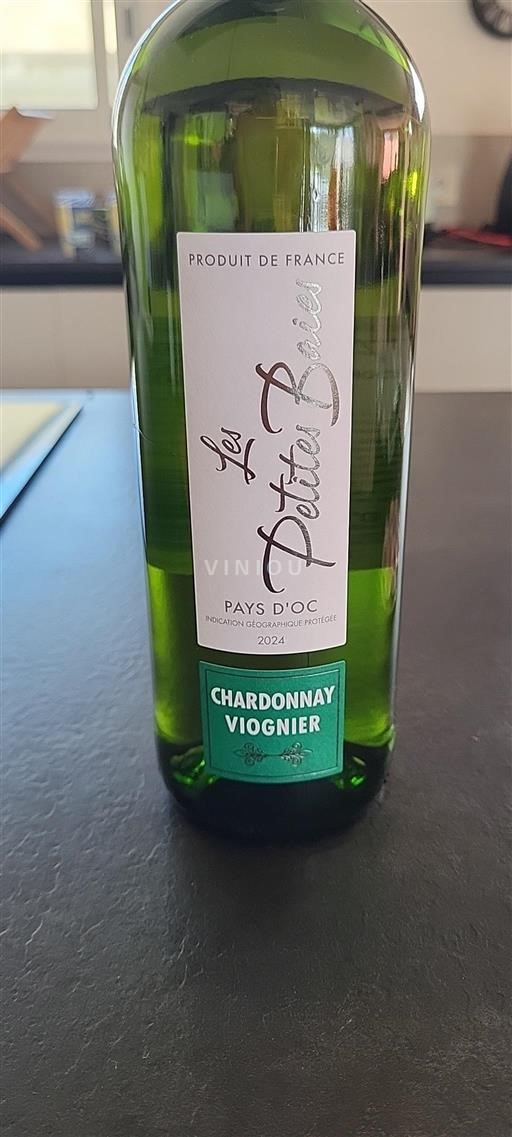 PRODUIT DE FRANCE
Les
Petites Baies
VINIOU
PAYS D'OC
INDICATION GÉOGRAPHIQUE PROTÉGÉE
2024
CHARDONNAY
VIOGNIER